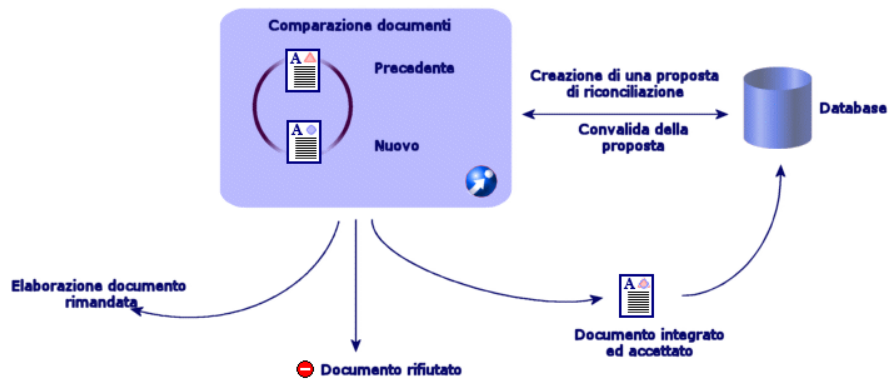 Comparazione documenti
A
Precedente
A
Nuovo
Creazione di una proposta
di riconciliazione
Convalida della
proposta
Database
Elaborazione documento
rimandata
A
Documento integrato
ed accettato
Documento rifiutato